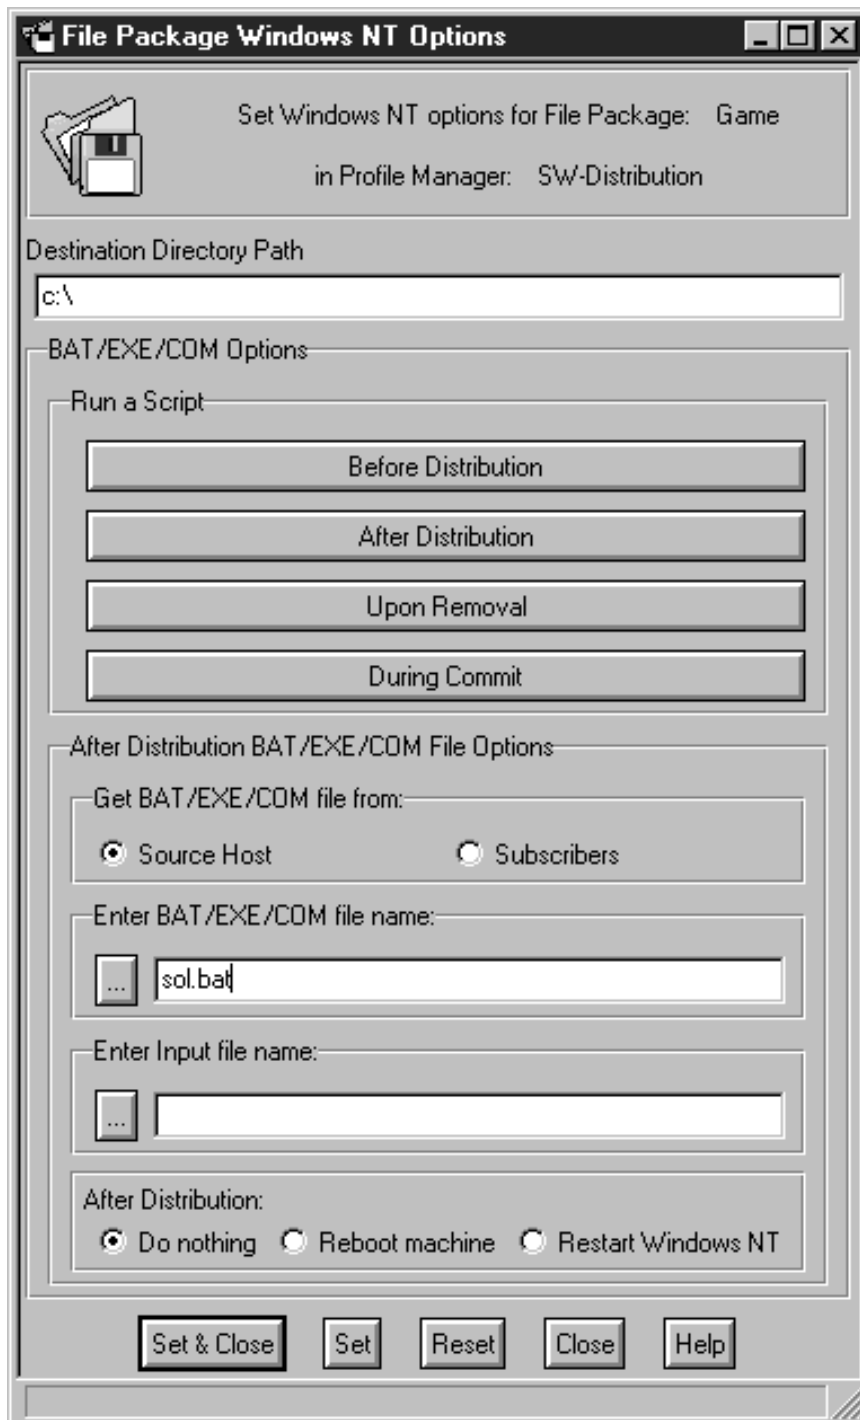 File Package Windows NT Options
Set Windows NT options for File Package: Game
in Profile Manager: SW-Distribution
Destination Directory Path
c:\
BAT/EXE/COM Options
Run a Script
Before Distribution
After Distribution
Upon Removal
During Commit
After Distribution BAT/EXE/COM File Options
Get BAT/EXE/COM file from:
Source Host Subscribers
Enter BAT/EXE/COM file name:
... sol.bat
Enter Input file name:
...
After Distribution:
Do nothing Reboot machine Restart Windows NT
Set & Close Set Reset Close Help